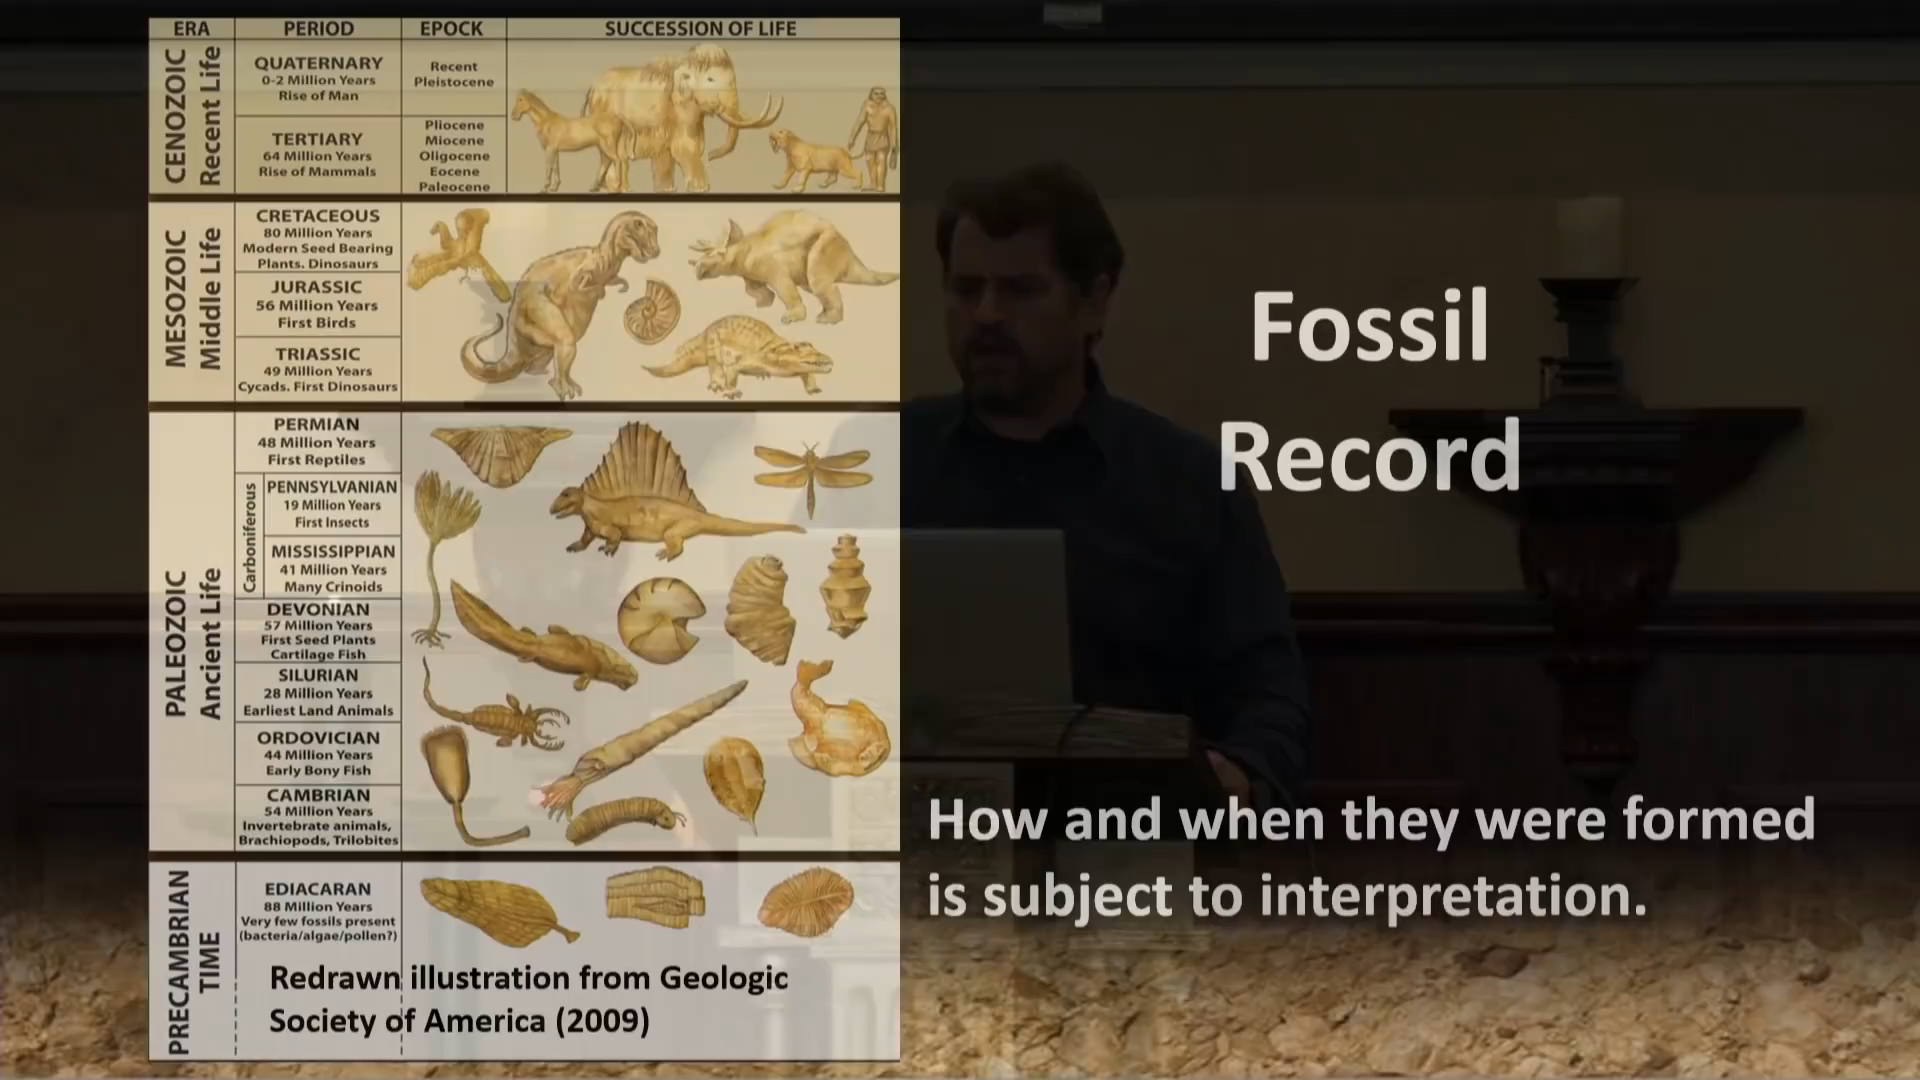 ERA
PERIOD
EPOCK
SUCCESSION OF LIFE
CENOZOIC
Recent Life
QUATERNARY
0-2 Million Years
Rise of Man
Recent
Pleistocene
TERTIARY
64 Million Years
Rise of Mammals
Pliocene
Miocene
Oligocene
Eocene
Paleocene
MESOZOIC
Middle Life
CRETACEOUS
80 Million Years
Modern Seed Bearing
Plants. Dinosaurs
JURASSIC
56 Million Years
First Birds
TRIASSIC
49 Million Years
Cycads. First Dinosaurs
PALEOZOIC
Ancient Life
PERMIAN
48 Million Years
First Reptiles
Carboniferous
PENNSYLVANIAN
19 Million Years
First Insects
MISSISSIPPIAN
41 Million Years
Many Crinoids
DEVONIAN
57 Million Years
First Seed Plants
Cartilage Fish
SILURIAN
28 Million Years
Earliest Land Animals
ORDOVICIAN
44 Million Years
Early Bony Fish
CAMBRIAN
54 Million Years
Invertebrate animals,
Brachiopods, Trilobites
PRECAMBRIAN
TIME
EDIACARAN
88 Million Years
Very few fossils present
(bacteria/algae/pollen?)
Redrawn illustration from Geologic
Society of America (2009)
Fossil
Record
How and when they were formed
is subject to interpretation.